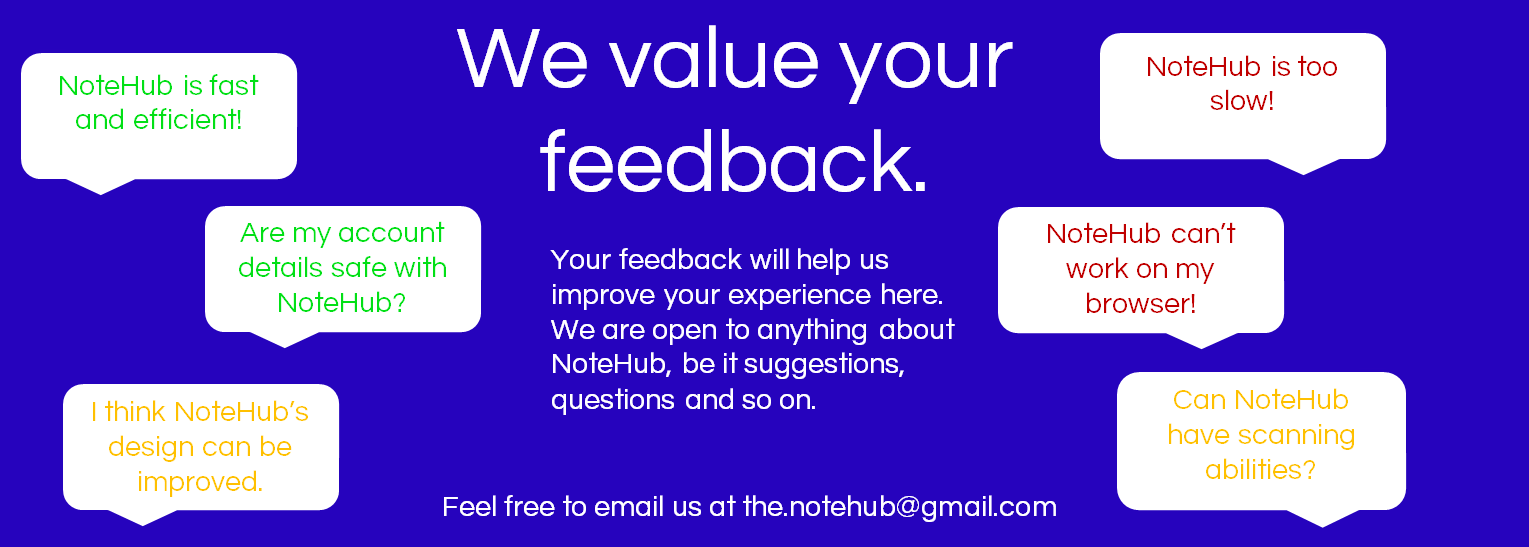 We value your
feedback.
NoteHub is fast
and efficient!
NoteHub is too
slow!
Are my account
details safe with
NoteHub?
Your feedback will help us
improve your experience here.
We are open to anything about
NoteHub, be it suggestions,
questions and so on.
NoteHub can't
work on my
browser!
I think NoteHub's
design can be
improved.
Can NoteHub
have scanning
abilities?
Feel free to email us at the.notehub@gmail.com